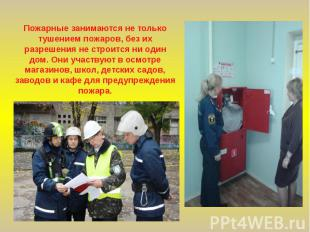 Пожарные занимаются не только
тушением пожаров, без их
разрешения не строится ни один
дом. Они участвуют в осмотре
магазинов, школ, детских садов,
заводов и кафе для предупреждения
пожара.
PPt4WEB.ru